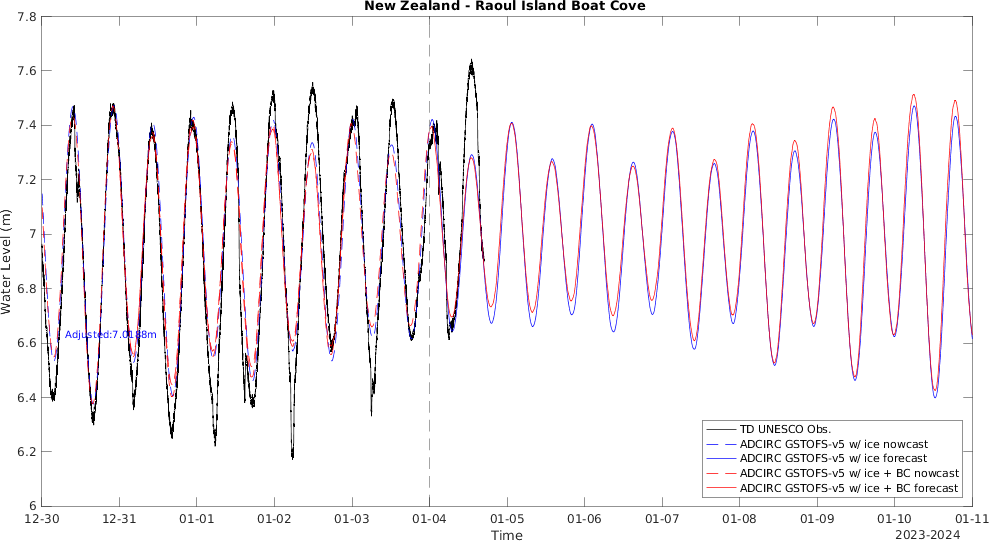 New Zealand - Raoul Island Boat Cove
7.8
7.6
7.4
7.2
7
6.8
6.6
6.4
6.2
6
Water Level (m)
Adjusted:7.0188m
TD UNESCO Obs.
ADCIRC GSTOFS-v5 w/ ice nowcast
ADCIRC GSTOFS-v5 w/ ice forecast
ADCIRC GSTOFS-v5 w/ ice + BC nowcast
ADCIRC GSTOFS-v5 w/ ice + BC forecast
12-30 12-31 01-01 01-02 01-03 01-04 01-05 01-06 01-07 01-08 01-09 01-10 01-11
Time
2023-2024